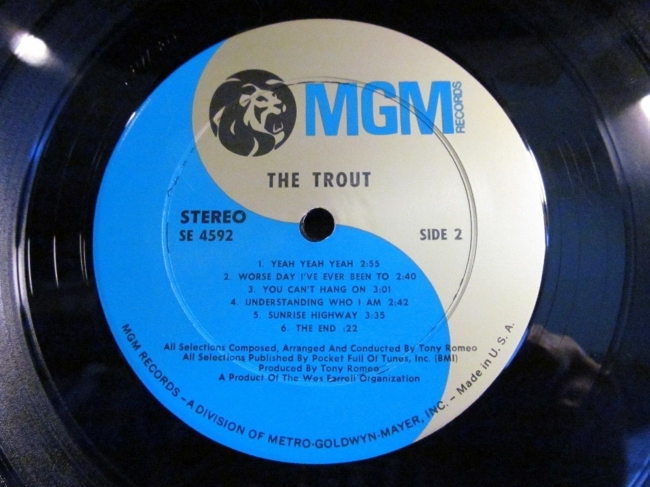 MGM
RECORDS
THE TROUT
STEREO
SE 4592
SIDE 2
1. YEAH YEAH YEAH 2:55
2. WORSE DAY I'VE EVER BEEN TO 2:40
3. YOU CAN'T HANG ON 3:01
4. UNDERSTANDING WHO I AM 2:42
5. SUNRISE HIGHWAY 3:35
6. THE END :22
All Selections Composed, Arranged And Conducted By Tony Romeo
All Selections Published By Pocket Full Of Tunes, Inc. (BMI)
Produced By Tony Romeo
A Product Of The Wes Farrell Organization
MGM RECORDS – A DIVISION OF METRO-GOLDWYN-MAYER, INC. – Made in U. S. A.